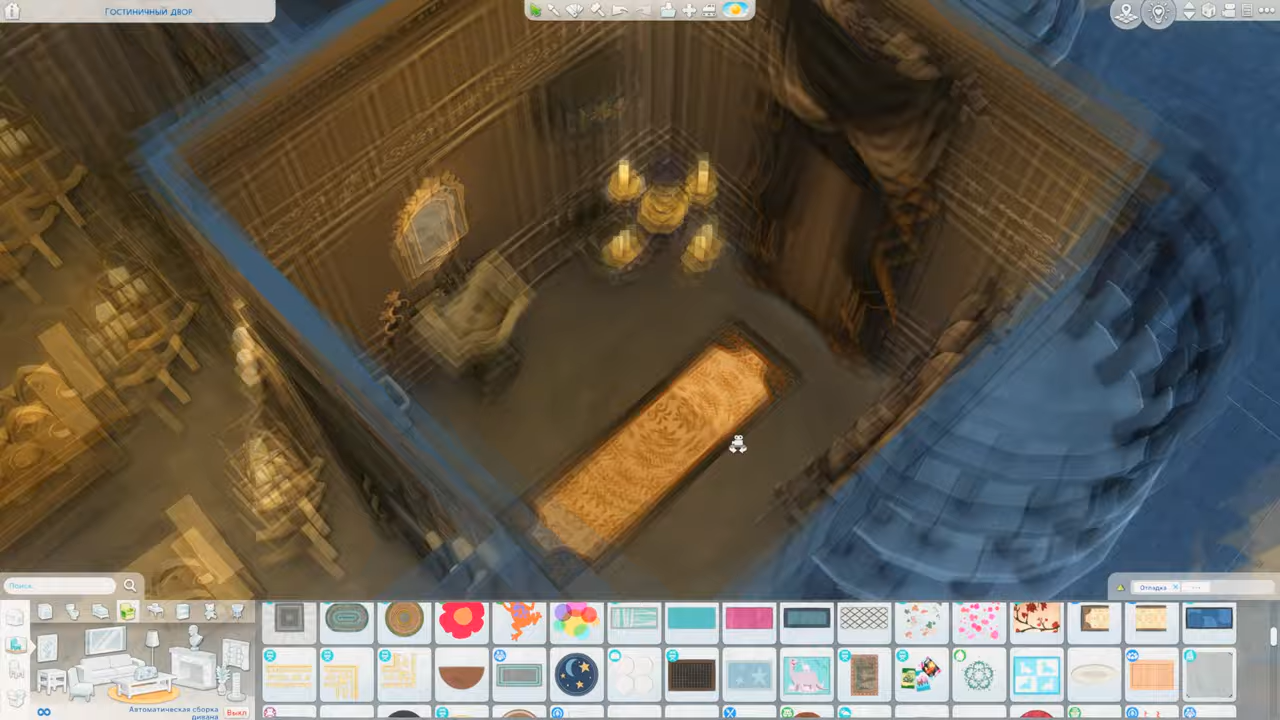 ГОСТИНИЧНЫЙ ДВОР
Поиск...
Отладка
Автоматическая сборка
дивана
Выкл